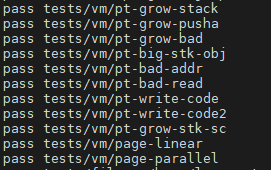 pass tests/vm/pt-grow-stack
pass tests/vm/pt-grow-pusha
pass tests/vm/pt-grow-bad
pass tests/vm/pt-big-stk-obj
pass tests/vm/pt-bad-addr
pass tests/vm/pt-bad-read
pass tests/vm/pt-write-code
pass tests/vm/pt-write-code2
pass tests/vm/pt-grow-stk-sc
pass tests/vm/page-linear
pass tests/vm/page-parallel